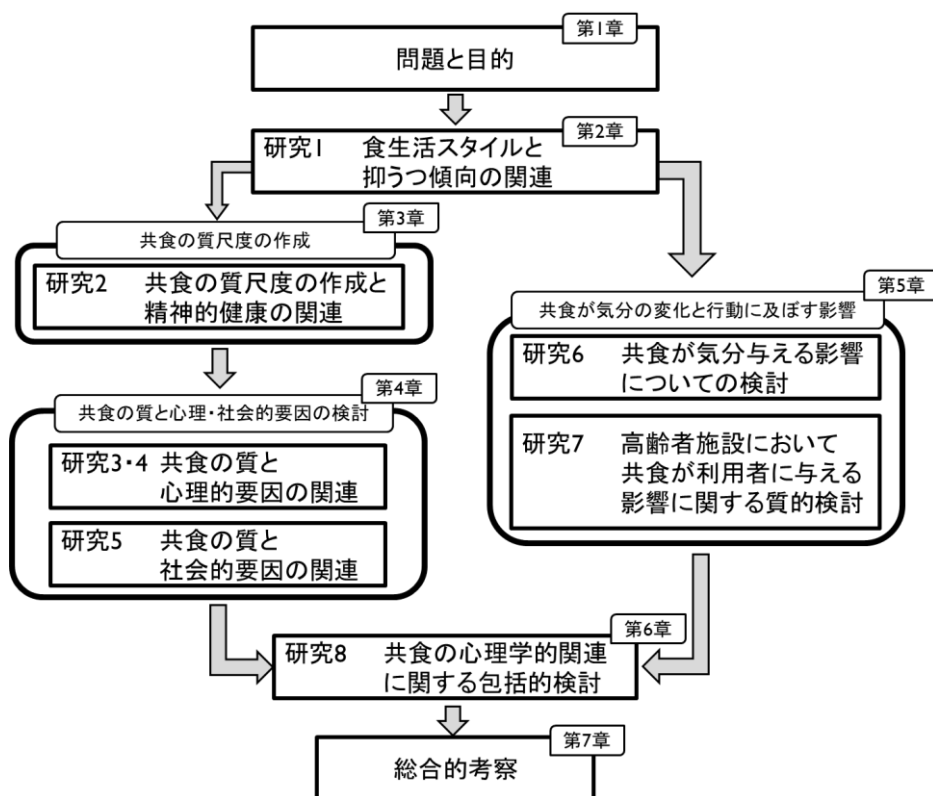 第1章
問題と目的
第2章
研究1 食生活スタイルと
抑うつ傾向の関連
第3章
共食の質尺度の作成
研究2 共食の質尺度の作成と
精神的健康の関連
第4章
共食の質と心理・社会的要因の検討
研究3・4 共食の質と
心理的要因の関連
研究5 共食の質と
社会的要因の関連
第5章
共食が気分の変化と行動に及ぼす影響
研究6 共食が気分与える影響
についての検討
研究7 高齢者施設において
共食が利用者に与える
影響に関する質的検討
第6章
研究8 共食の心理学的関連
に関する包括的検討
第7章
総合的考察